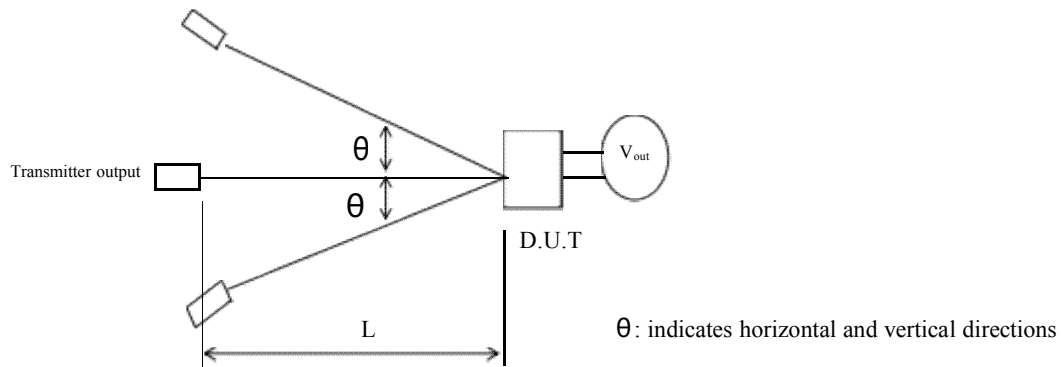 θ
Transmitter output
V_out
θ
D.U.T
L
θ: indicates horizontal and vertical directions